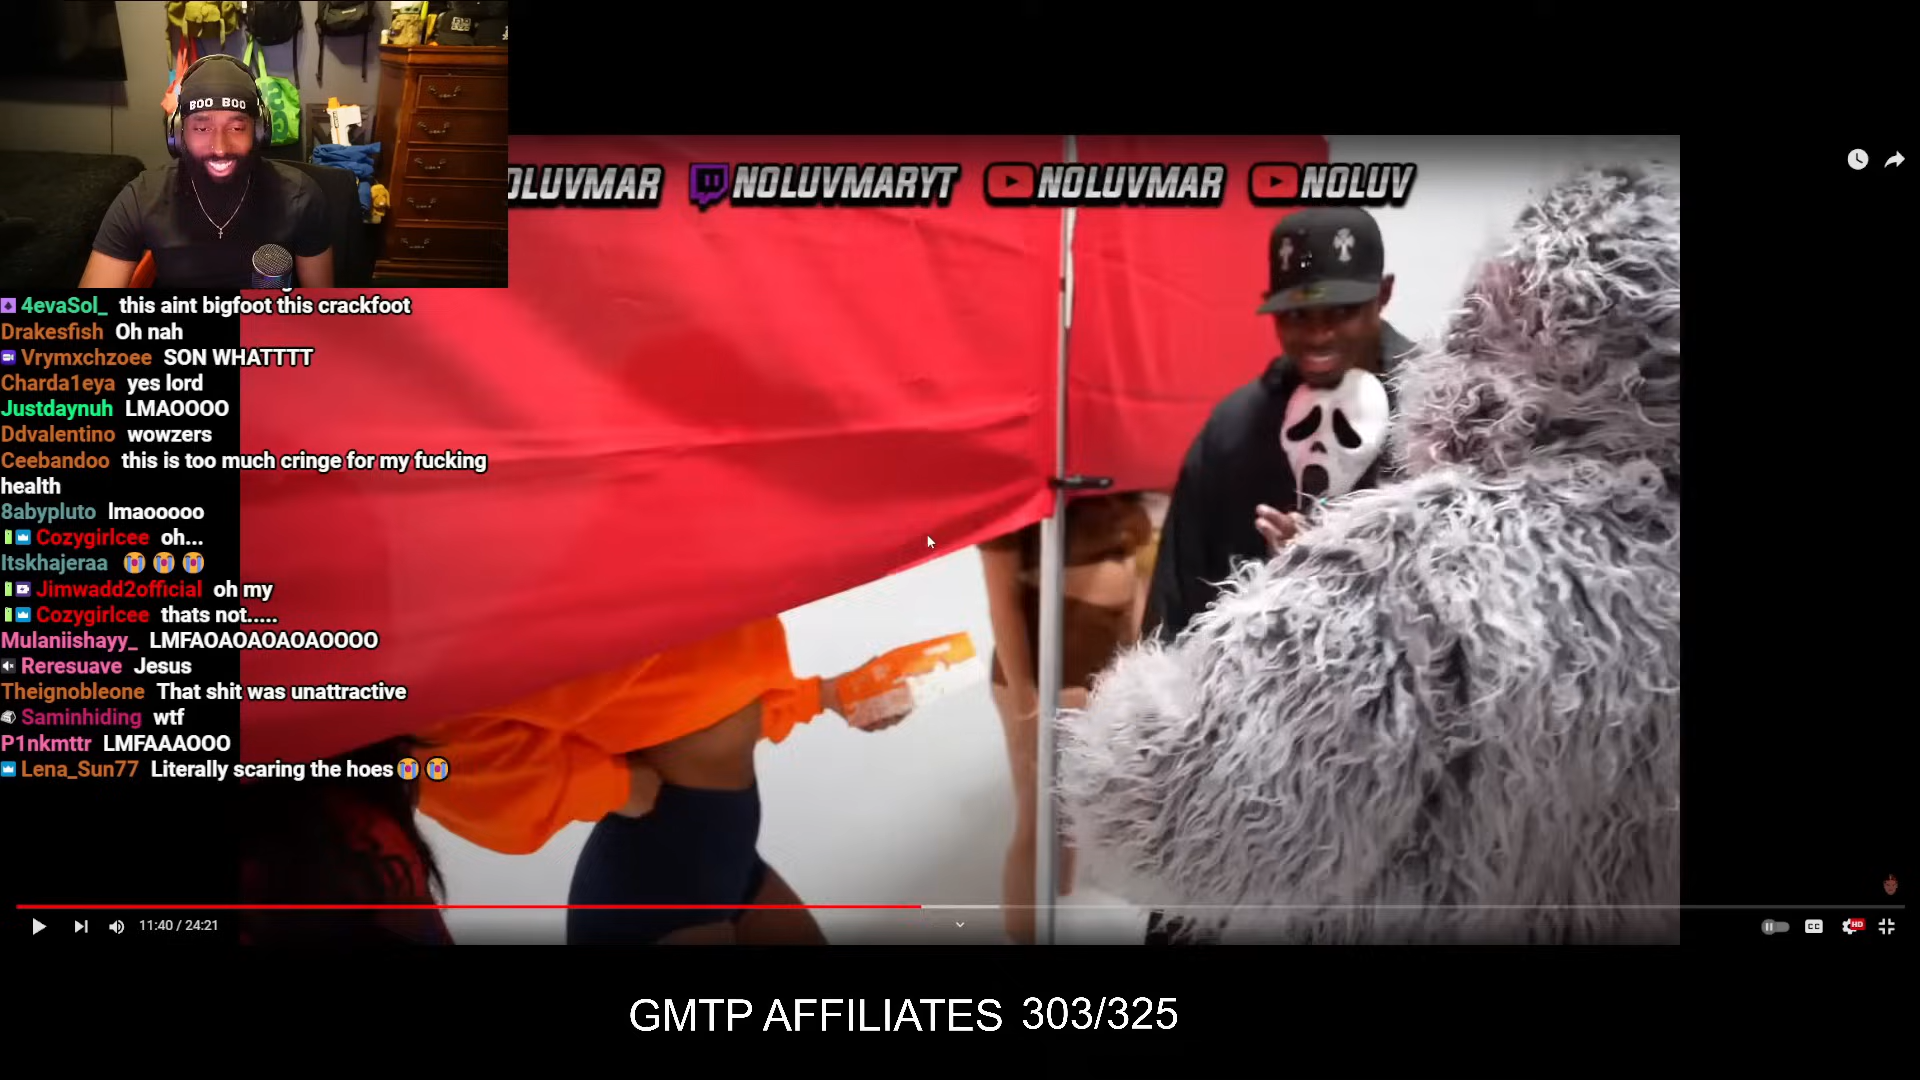 BOO BOO
OLUVMAR NOLUVMARYT NOLUVMAR NOLUV
4evaSol_ this aint bigfoot this crackfoot
Drakesfish Oh nah
Vrymxchzoee SON WHATTTT
Charda1eya yes lord
Justdaynuh LMAOOOO
Ddvalentino wowzers
Ceebandoo this is too much cringe for my fucking
health
8abypluto lmaooooo
Cozygirlcee oh...
Itskhajeraa 😭 😭 😭
Jimwadd2official oh my
Cozygirlcee thats not.....
Mulaniishayy_ LMFAOAOAOAOAOOOO
Reresuave Jesus
Theignobleone That shit was unattractive
Saminhiding wtf
P1nkmttr LMFAAAOOO
Lena_Sun77 Literally scaring the hoes😭 😭
11:40 / 24:21
CC
HD
GMTP AFFILIATES 303/325